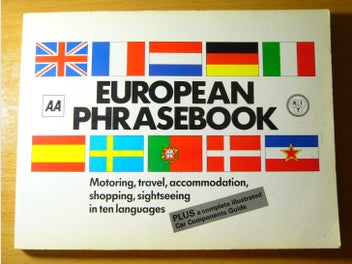 AA
EUROPEAN
PHRASEBOOK
Motoring, travel, accommodation,
shopping, sightseeing
in ten languages
PLUS a complete illustrated
Car Components Guide